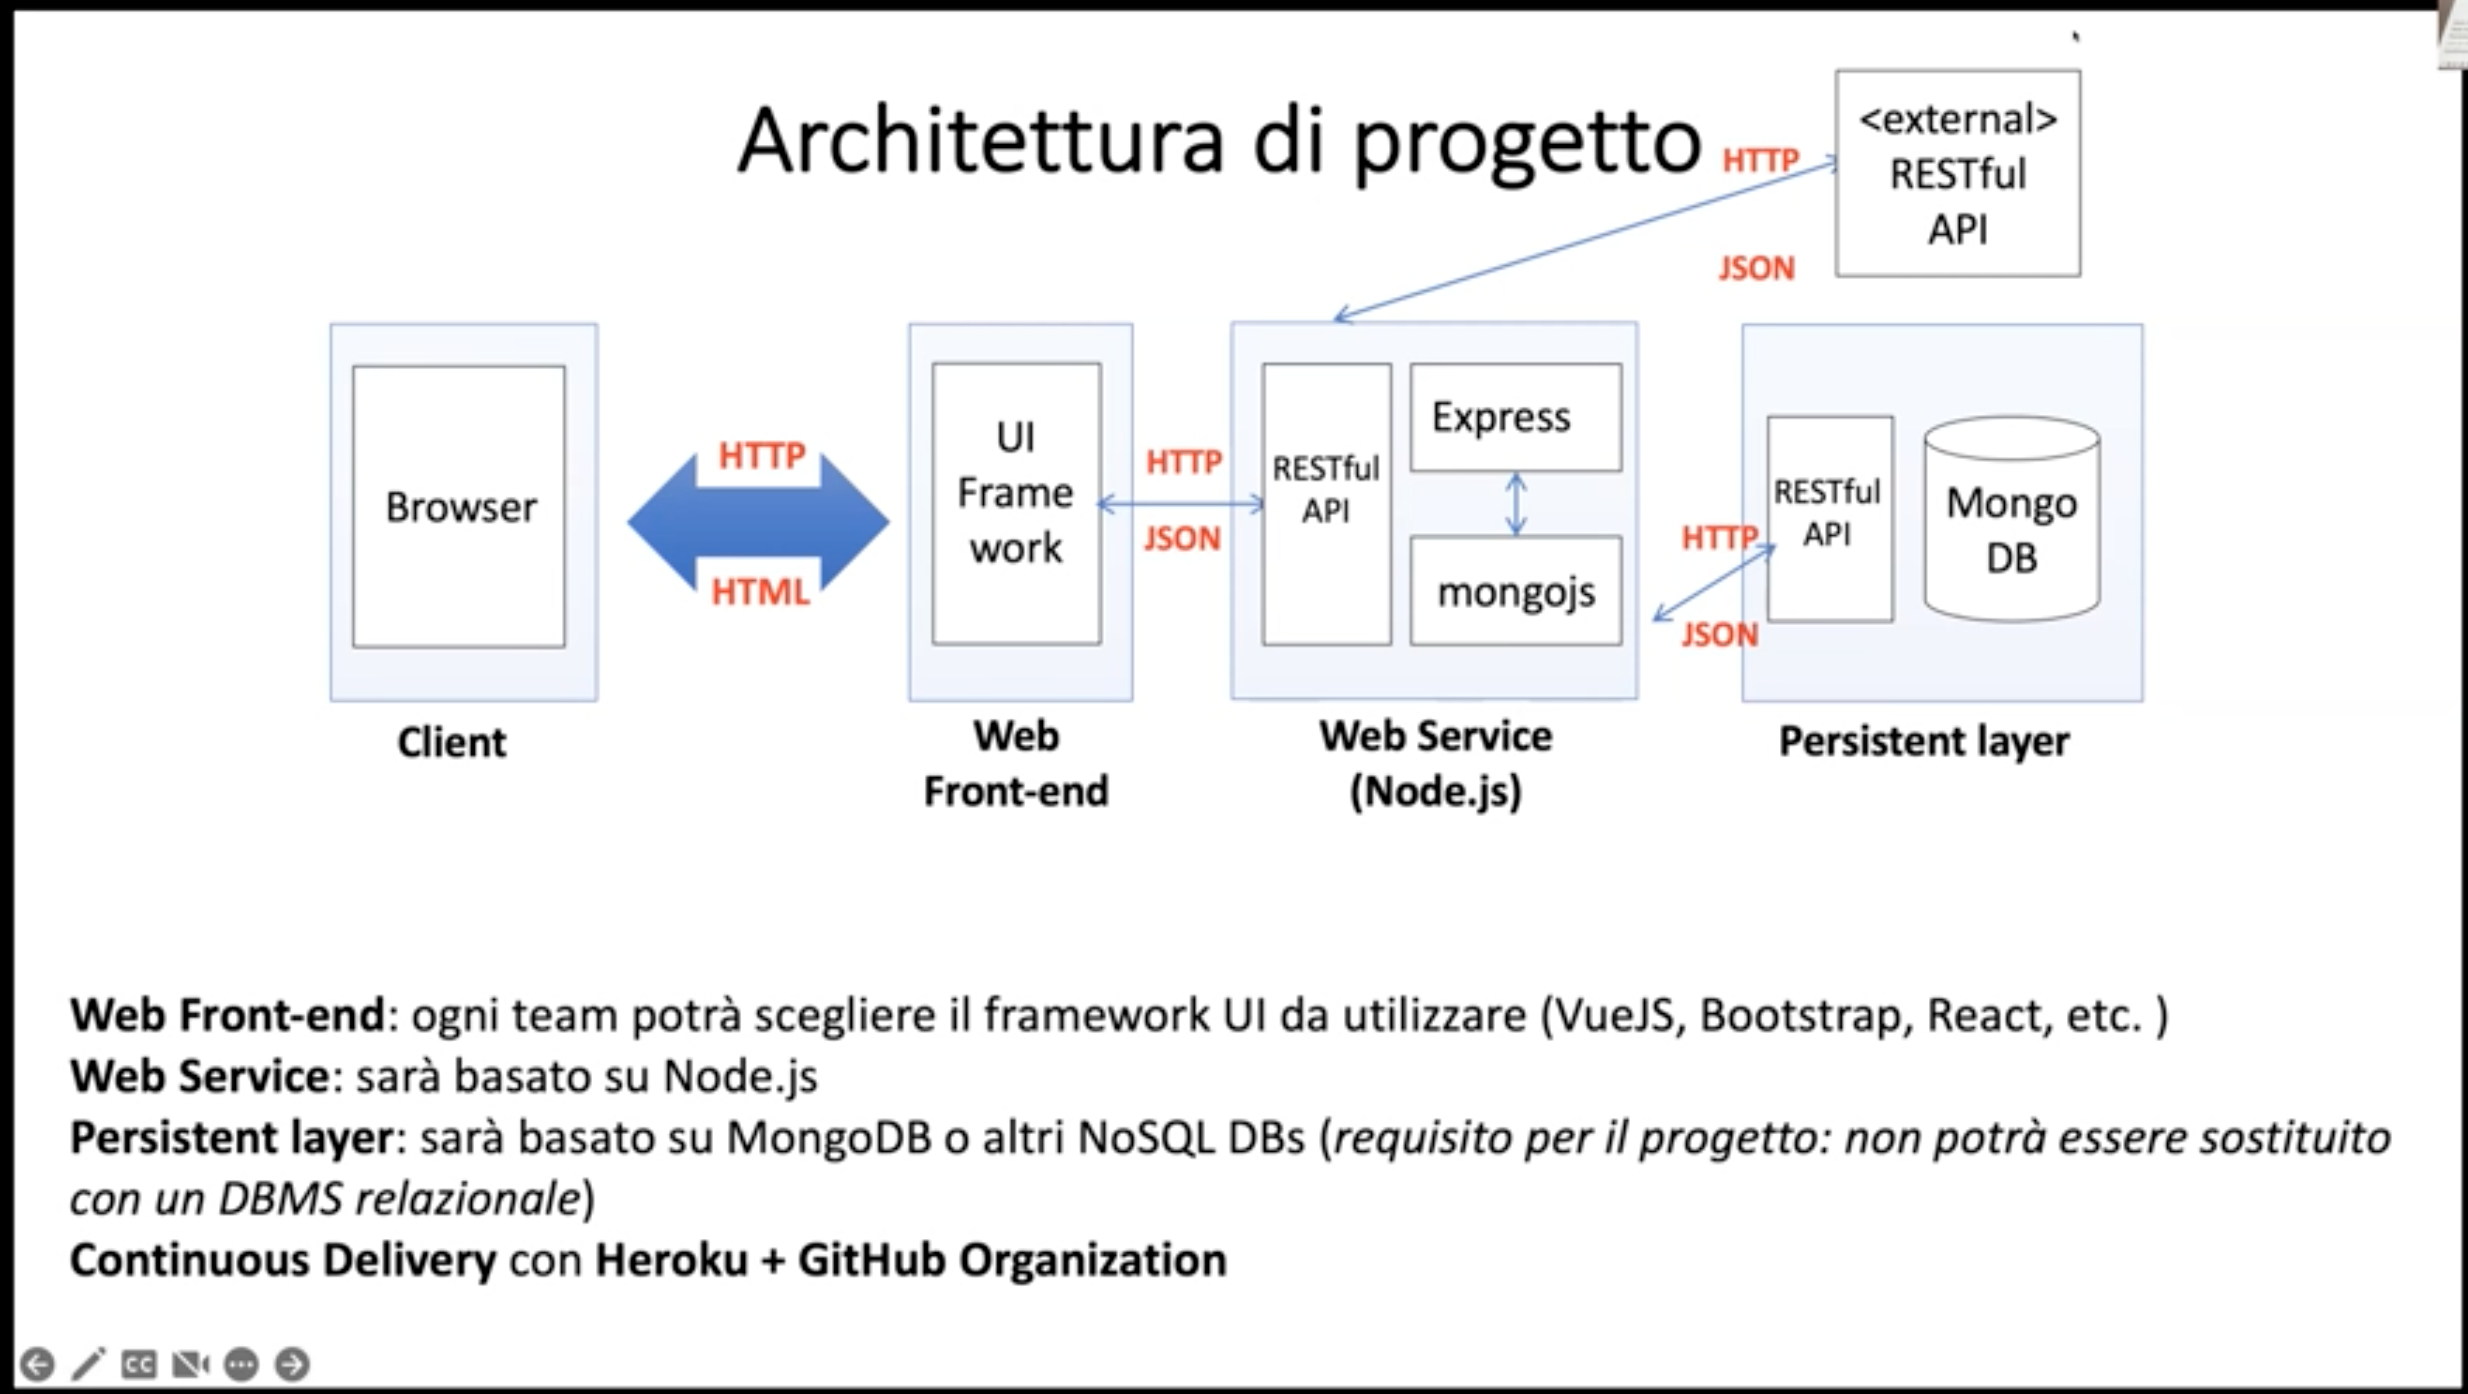 Architettura di progetto
<external>
RESTful
API
HTTP
JSON
Browser
HTTP
HTML
UI
Frame
work
HTTP
JSON
RESTful
API
Express
mongojs
HTTP
JSON
RESTful
API
Mongo
DB
Client
Web
Front-end
Web Service
(Node.js)
Persistent layer
Web Front-end: ogni team potrà scegliere il framework UI da utilizzare (VueJS, Bootstrap, React, etc. )
Web Service: sarà basato su Node.js
Persistent layer: sarà basato su MongoDB o altri NoSQL DBs (requisito per il progetto: non potrà essere sostituito
con un DBMS relazionale)
Continuous Delivery con Heroku + GitHub Organization
CC